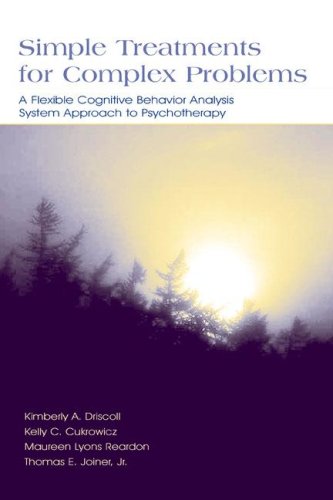 Simple Treatments
for Complex Problems
A Flexible Cognitive Behavior Analysis
System Approach to Psychotherapy
Kimberly A. Driscoll
Kelly C. Cukrowicz
Maureen Lyons Reardon
Thomas E. Joiner, Jr.